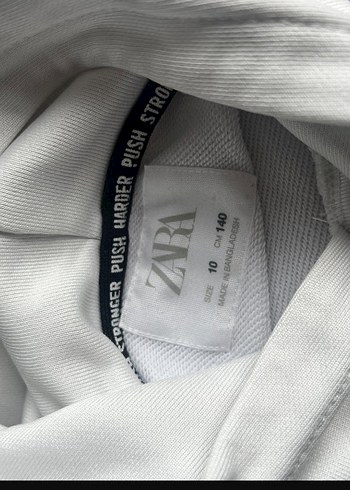 STRONGER PUSH HARDER PUSH STRO
ZARA
SIZE 10 CM 140
MADE IN BANGLADESH